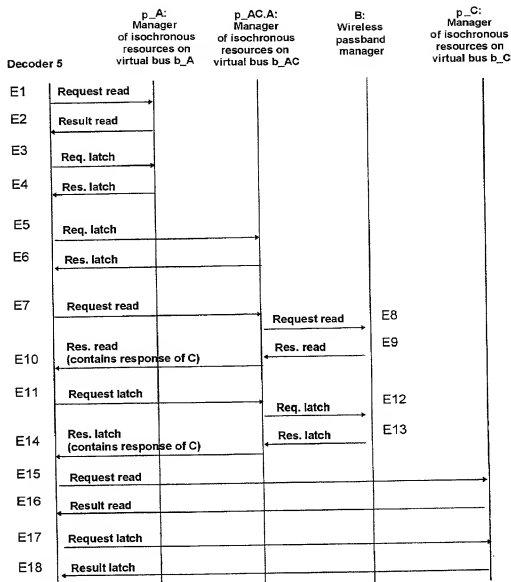 p_A:
Manager
of isochronous
resources on
virtual bus b_A
p_AC.A:
Manager
of isochronous
resources on
virtual bus b_AC
B:
Wireless
passband
manager
p_C:
Manager
of isochronous
resources on
virtual bus b_C
Decoder 5
E1 Request read
E2 Result read
E3 Req. latch
E4 Res. latch
E5 Req. latch
E6 Res. latch
E7 Request read
Request read E8
Res. read E9
E10 Res. read
(contains response of C)
E11 Request latch
Req. latch E12
Res. latch E13
E14 Res. latch
(contains response of C)
E15 Request read
E16 Result read
E17 Request latch
E18 Result latch